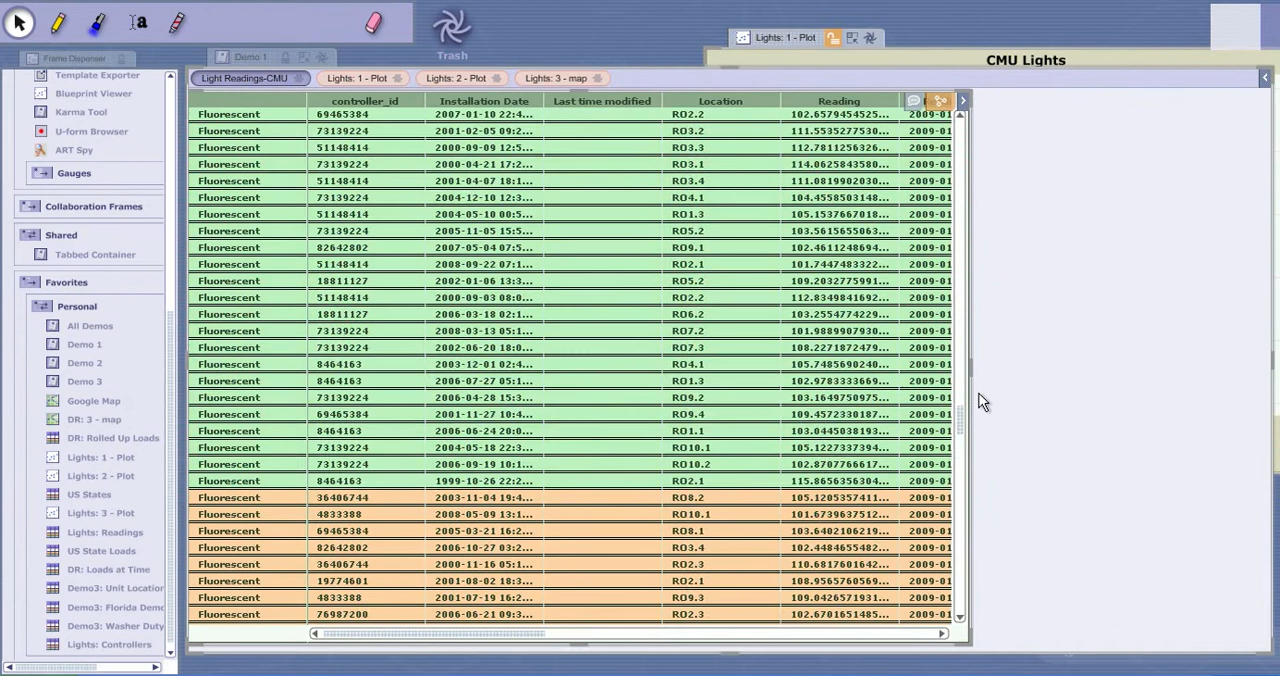 a
Trash
Frame Dispenser
Demo 1
Lights: 1 - Plot
CMU Lights
Light Readings-CMU Lights: 1 - Plot Lights: 2 - Plot Lights: 3 - map
Template Exporter
Blueprint Viewer
Karma Tool
U-form Browser
ART Spy
Gauges
Collaboration Frames
Shared
Tabbed Container
Favorites
Personal
All Demos
Demo 1
Demo 2
Demo 3
Google Map
DR: 3 - map
DR: Rolled Up Loads
Lights: 1 - Plot
Lights: 2 - Plot
US States
Lights: 3 - Plot
Lights: Readings
US State Loads
DR: Loads at Time
Demo3: Unit Location
Demo3: Florida Demo
Demo3: Washer Duty
Lights: Controllers
controller_id Installation Date Last time modified Location Reading
Fluorescent 69465384 2007-01-10 22:4... RO2.2 102.6579454525... 2009-01
Fluorescent 73139224 2001-02-05 09:2... RO3.2 111.5535277530... 2009-01
Fluorescent 51148414 2000-09-09 12:5... RO3.3 112.7811256326... 2009-01
Fluorescent 73139224 2000-04-21 17:2... RO3.1 114.0625843580... 2009-01
Fluorescent 51148414 2001-04-07 18:1... RO3.4 111.0819902030... 2009-01
Fluorescent 73139224 2004-12-10 12:3... RO4.1 104.4558503148... 2009-01
Fluorescent 51148414 2004-05-10 00:5... RO1.3 105.1537667018... 2009-01
Fluorescent 73139224 2005-11-05 15:5... RO5.2 103.5615655063... 2009-01
Fluorescent 82642802 2007-05-04 07:5... RO9.1 102.4611248694... 2009-01
Fluorescent 51148414 2008-09-22 07:1... RO2.1 101.7447483322... 2009-01
Fluorescent 18811127 2002-01-06 13:3... RO5.2 109.2032775991... 2009-01
Fluorescent 51148414 2000-09-03 08:0... RO2.2 112.8349841692... 2009-01
Fluorescent 18811127 2006-03-18 02:1... RO6.2 103.2554774229... 2009-01
Fluorescent 73139224 2008-03-13 05:1... RO7.2 101.9889907930... 2009-01
Fluorescent 73139224 2002-06-20 18:0... RO7.3 108.2271872479... 2009-01
Fluorescent 8464163 2003-12-01 02:4... RO4.1 105.7485690240... 2009-01
Fluorescent 8464163 2006-07-27 05:1... RO1.3 102.9783333669... 2009-01
Fluorescent 73139224 2006-04-28 15:3... RO9.2 103.1649750975... 2009-01
Fluorescent 69465384 2001-11-27 10:4... RO9.4 109.4572330187... 2009-01
Fluorescent 8464163 2006-06-24 20:0... RO1.1 103.0445038193... 2009-01
Fluorescent 73139224 2004-05-18 22:3... RO10.1 105.1227337394... 2009-01
Fluorescent 73139224 2006-09-19 10:1... RO10.2 102.8707766617... 2009-01
Fluorescent 8464163 1999-10-26 22:2... RO2.1 115.8656356304... 2009-01
Fluorescent 36406744 2003-11-04 19:4... RO8.2 105.1205357411... 2009-01
Fluorescent 4833388 2008-05-09 13:1... RO10.1 101.6739637512... 2009-01
Fluorescent 69465384 2005-03-21 16:2... RO8.1 103.6402106219... 2009-01
Fluorescent 82642802 2006-10-27 03:2... RO3.4 102.4484655482... 2009-01
Fluorescent 36406744 2000-11-16 05:1... RO2.3 110.6817601642... 2009-01
Fluorescent 19774601 2001-08-02 18:3... RO2.1 108.9565760569... 2009-01
Fluorescent 4833388 2001-07-19 16:2... RO9.3 109.0426571931... 2009-01
Fluorescent 76987200 2006-06-21 09:3... RO2.3 102.6701651485... 2009-01